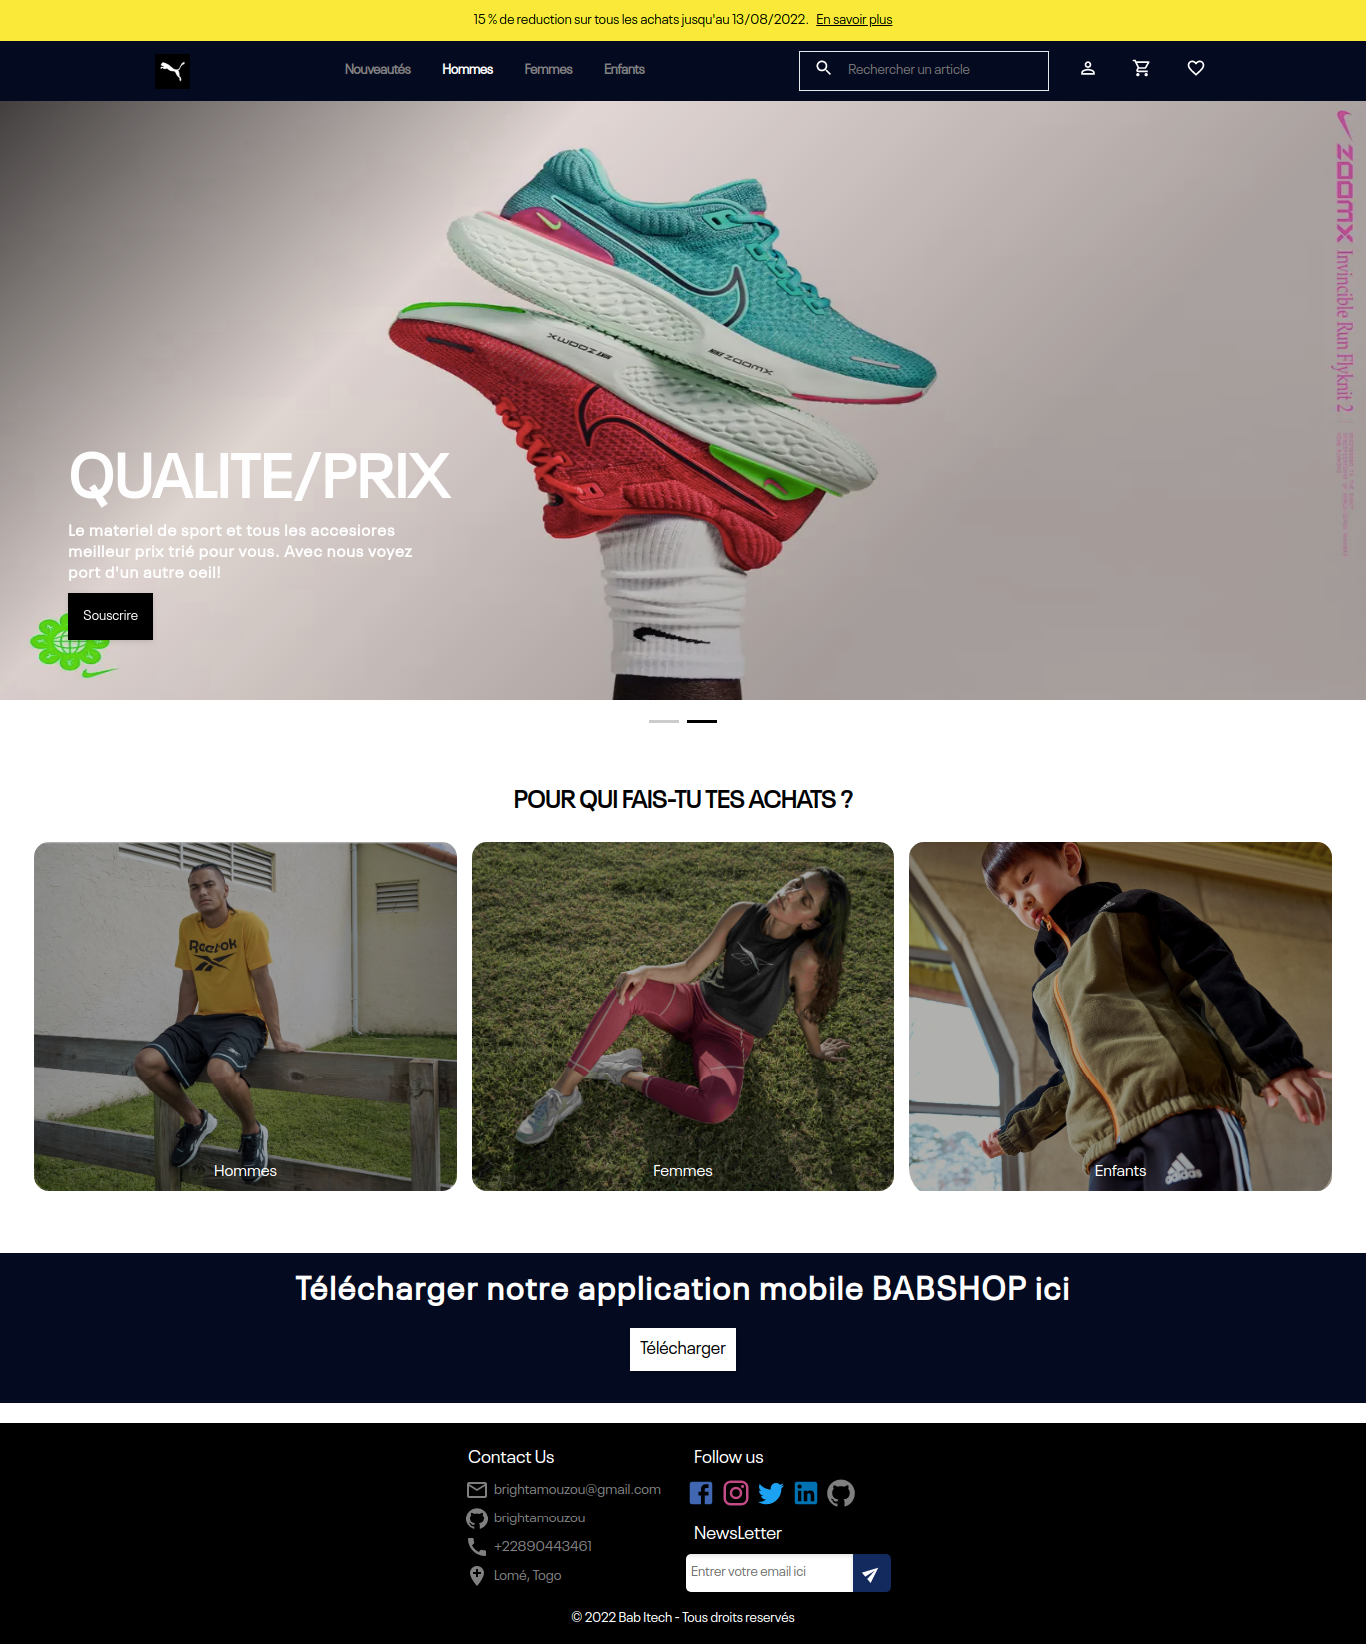 15 % de reduction sur tous les achats jusqu'au 13/08/2022. En savoir plus
Nouveautés Hommes Femmes Enfants Rechercher un article
ZOOMX Invincible Run Flyknit 2
ZOOMX
ZOOMX
QUALITE/PRIX
Le materiel de sport et tous les accesiores
meilleur prix trié pour vous. Avec nous voyez
port d'un autre oeil!
Souscrire
POUR QUI FAIS-TU TES ACHATS ?
Reebok
adidas
Hommes
Femmes
Enfants
Télécharger notre application mobile BABSHOP ici
Télécharger
Contact Us
brightamouzou@gmail.com
brightamouzou
+22890443461
Lomé, Togo
Follow us
NewsLetter
Entrer votre email ici
© 2022 Bab Itech - Tous droits reservés